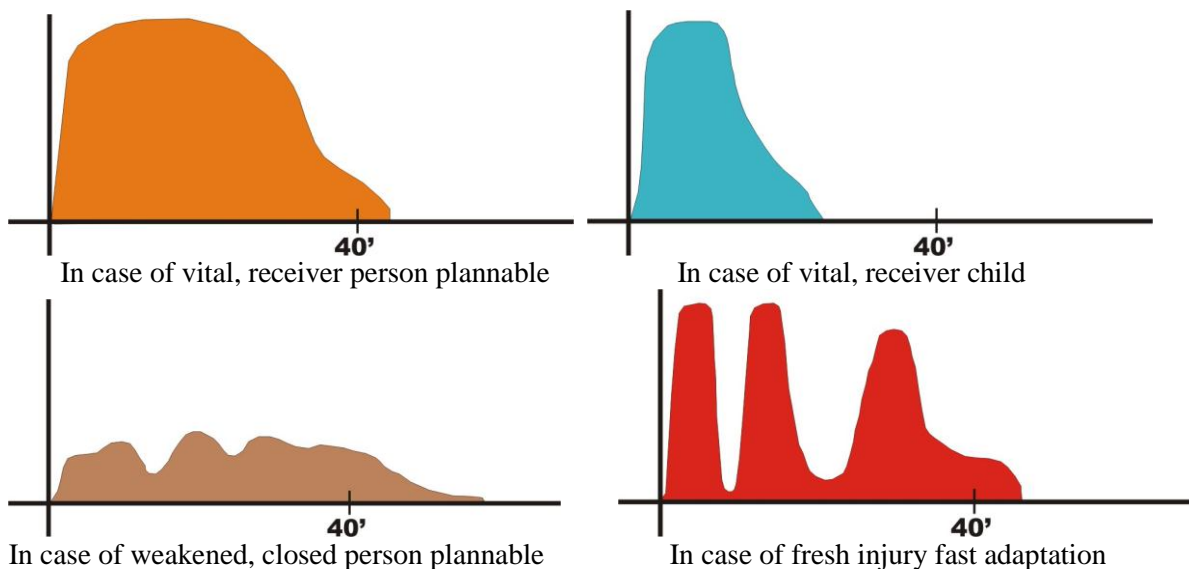 40’
In case of vital, receiver person plannable
40’
In case of vital, receiver child
40’
In case of weakened, closed person plannable
40’
In case of fresh injury fast adaptation